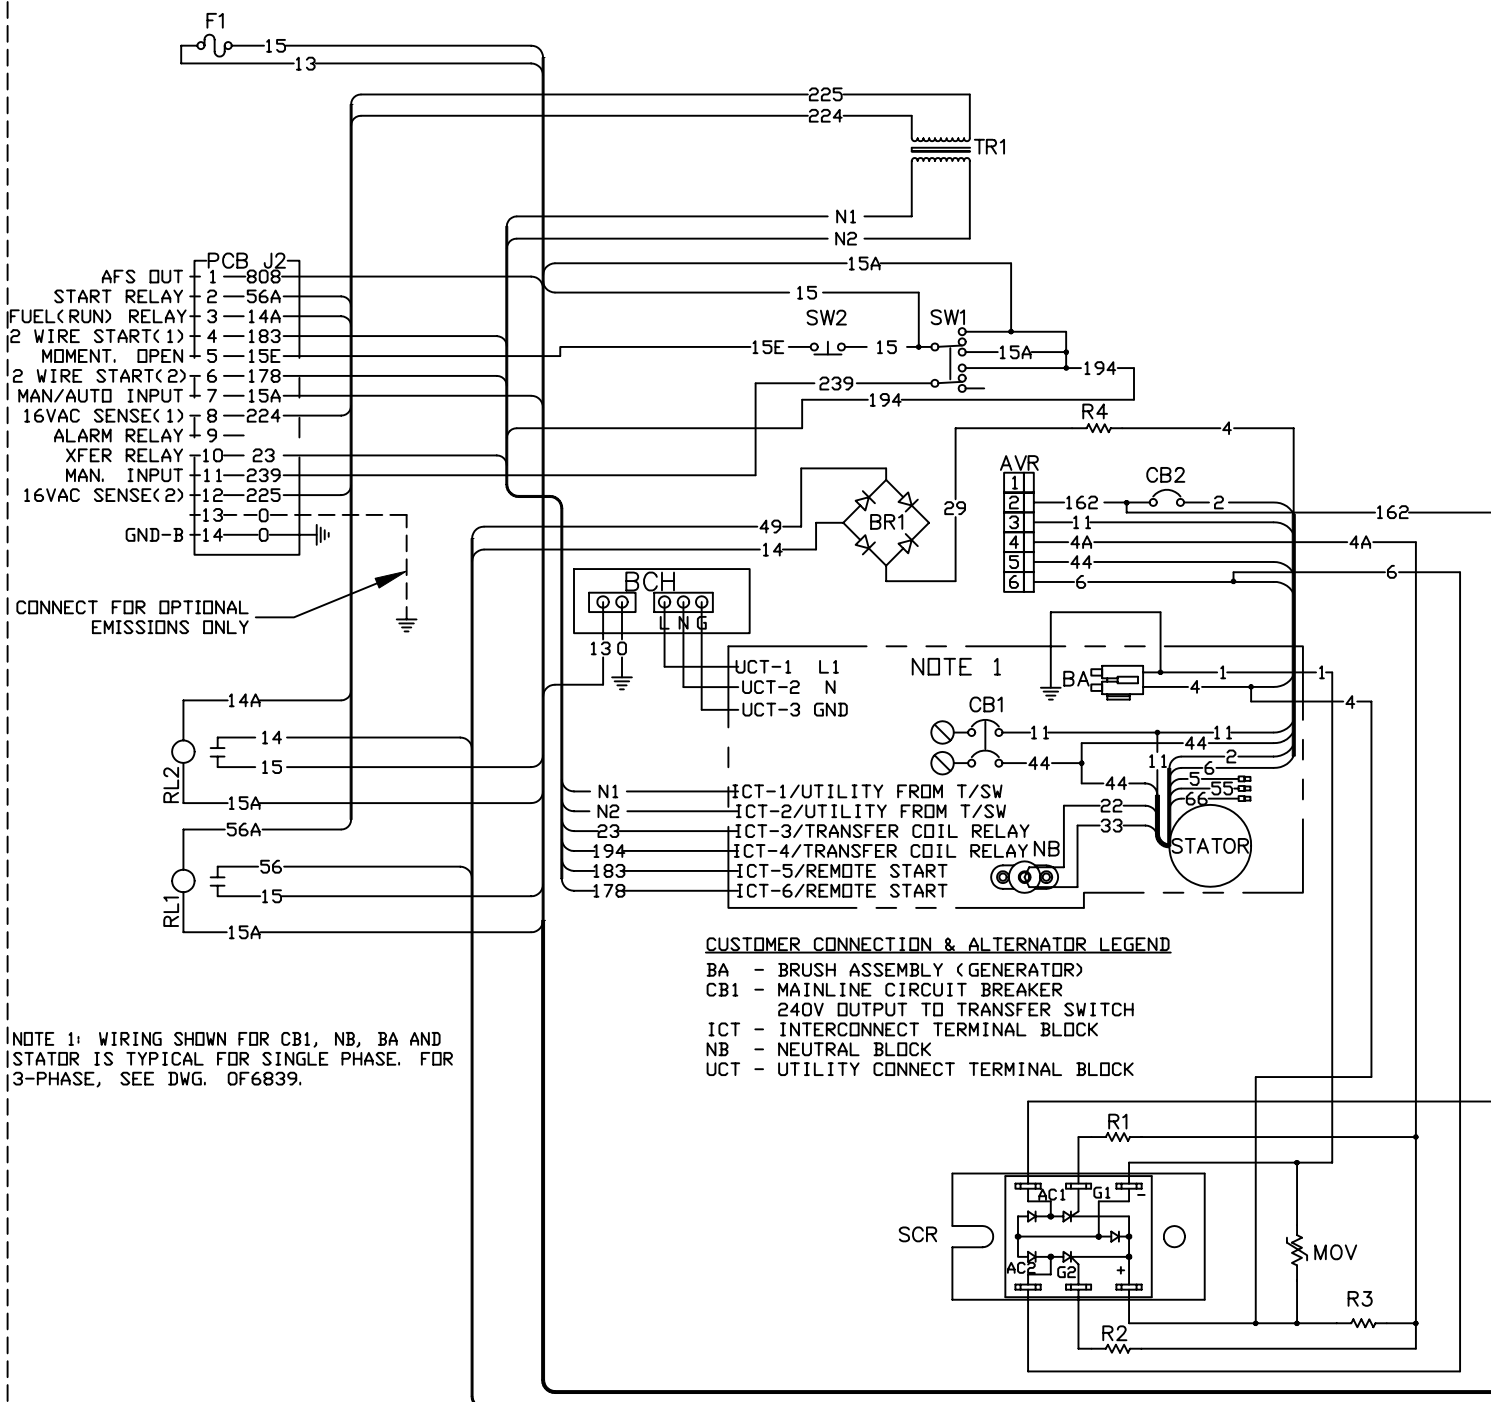 F1
15
13
225
224
TR1
N1
N2
15A
15
SW2
SW1
15E
15
15A
194
239
194
PCB J2
AFS OUT 1 808
START RELAY 2 56A
FUEL(RUN) RELAY 3 14A
2 WIRE START(1) 4 183
MOMENT. OPEN 5 15E
2 WIRE START(2) 6 178
MAN/AUTO INPUT 7 15A
16VAC SENSE(1) 8 224
ALARM RELAY 9
XFER RELAY 10 23
MAN. INPUT 11 239
16VAC SENSE(2) 12 225
13 0
GND-B 14 0
CONNECT FOR OPTIONAL
EMISSIONS ONLY
R4
4
AVR
1
2 162
3 11
4 4A
5 44
6 6
CB2
2
162
4A
6
29
BR1
49
14
BCH
L N G
13 0
UCT-1 L1
UCT-2 N
UCT-3 GND
NOTE 1
BA
1
1
4
4
CB1
11
11
44
44
11
2
6
5
55
66
44
22
33
STATOR
NB
N1 ICT-1/UTILITY FROM T/SW
N2 ICT-2/UTILITY FROM T/SW
23 ICT-3/TRANSFER COIL RELAY
194 ICT-4/TRANSFER COIL RELAY
183 ICT-5/REMOTE START
178 ICT-6/REMOTE START
14A
14
15
RL2
15A
56A
56
15
RL1
15A
CUSTOMER CONNECTION & ALTERNATOR LEGEND
BA - BRUSH ASSEMBLY (GENERATOR)
CB1 - MAINLINE CIRCUIT BREAKER
240V OUTPUT TO TRANSFER SWITCH
ICT - INTERCONNECT TERMINAL BLOCK
NB - NEUTRAL BLOCK
UCT - UTILITY CONNECT TERMINAL BLOCK
NOTE 1: WIRING SHOWN FOR CB1, NB, BA AND
STATOR IS TYPICAL FOR SINGLE PHASE. FOR
3-PHASE, SEE DWG. 0F6839.
R1
AC1
G1
-
SCR
AC2
G2
+
MOV
R3
R2